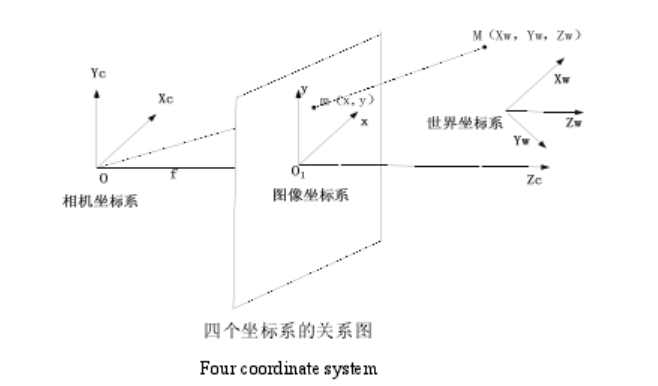 M (Xw, Yw, Zw)
Yc
Xc
Xw
y
m (x, y)
x
世界坐标系
Zw
Yw
O
f
O₁
Zc
相机坐标系
图像坐标系
四个坐标系的关系图
Four coordinate system